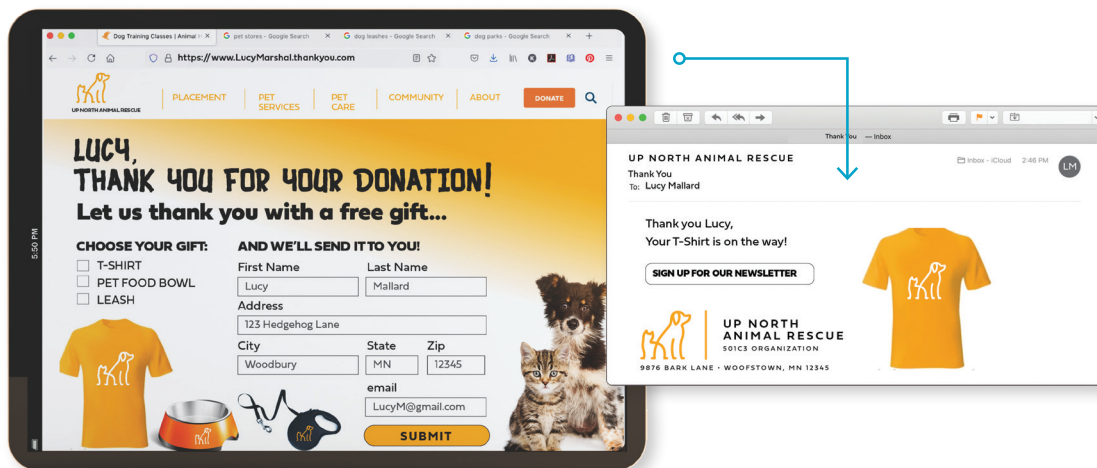 Dog Training Classes | Animal
pet stores - Google Search
dog leashes - Google Search
dog parks - Google Search
https://www.LucyMarshal.thankyou.com
UP NORTH ANIMAL RESCUE
PLACEMENT
PET SERVICES
PET CARE
COMMUNITY
ABOUT
DONATE
LUCY,
THANK YOU FOR YOUR DONATION!
Let us thank you with a free gift...
CHOOSE YOUR GIFT:
T-SHIRT
PET FOOD BOWL
LEASH
AND WE'LL SEND IT TO YOU!
First Name
Last Name
Lucy
Mallard
Address
123 Hedgehog Lane
City
State
Zip
Woodbury
MN
12345
email
LucyM@gmail.com
SUBMIT
5:50 PM
Thank You — Inbox
UP NORTH ANIMAL RESCUE
Inbox - iCloud 2:46 PM
LM
Thank You
To: Lucy Mallard
Thank you Lucy,
Your T-Shirt is on the way!
SIGN UP FOR OUR NEWSLETTER
UP NORTH
ANIMAL RESCUE
501C3 ORGANIZATION
9876 BARK LANE • WOOFSTOWN, MN 12345